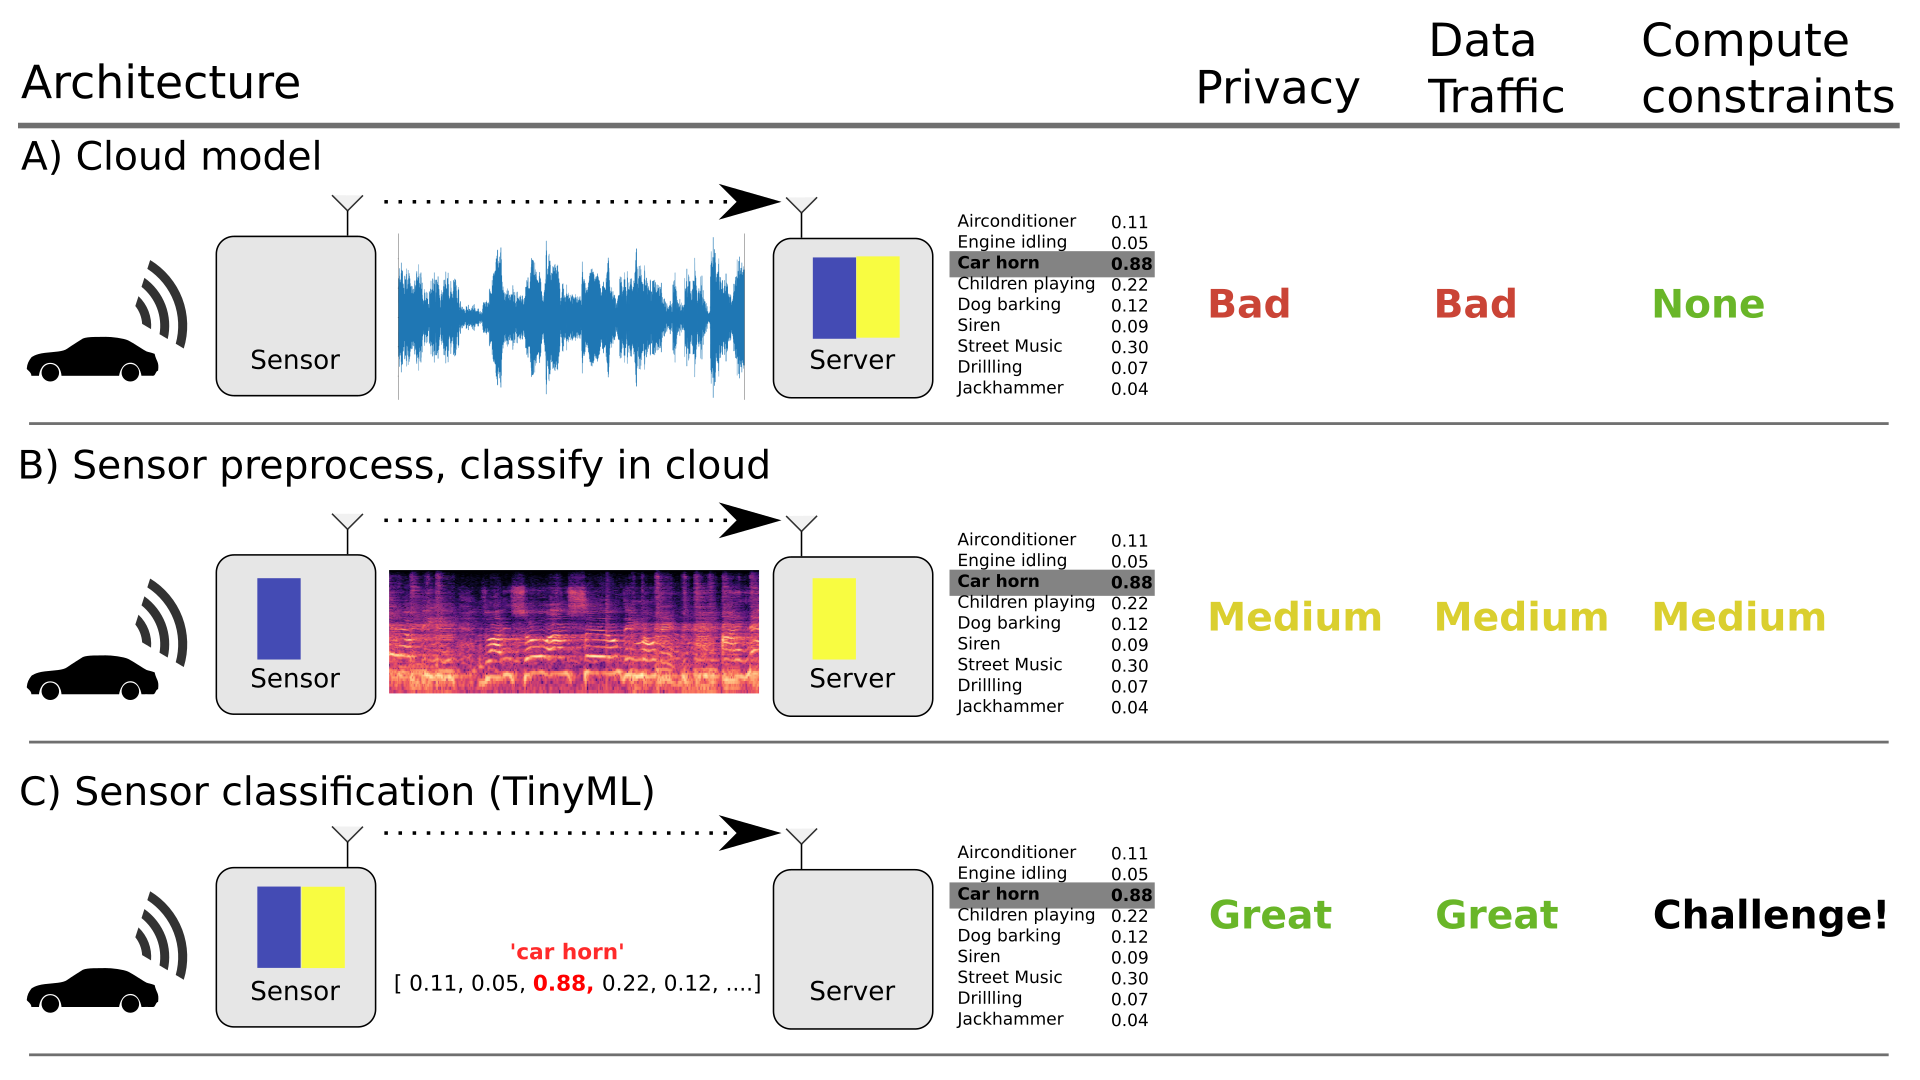 Architecture
Privacy
Data
Traffic
Compute
constraints
A) Cloud model
Sensor
Server
Airconditioner 0.11
Engine idling 0.05
Car horn 0.88
Children playing 0.22
Dog barking 0.12
Siren 0.09
Street Music 0.30
Drillling 0.07
Jackhammer 0.04
Bad
Bad
None
B) Sensor preprocess, classify in cloud
Sensor
Server
Airconditioner 0.11
Engine idling 0.05
Car horn 0.88
Children playing 0.22
Dog barking 0.12
Siren 0.09
Street Music 0.30
Drillling 0.07
Jackhammer 0.04
Medium
Medium
Medium
C) Sensor classification (TinyML)
Sensor
'car horn'
[ 0.11, 0.05, 0.88, 0.22, 0.12, ....]
Server
Airconditioner 0.11
Engine idling 0.05
Car horn 0.88
Children playing 0.22
Dog barking 0.12
Siren 0.09
Street Music 0.30
Drillling 0.07
Jackhammer 0.04
Great
Great
Challenge!